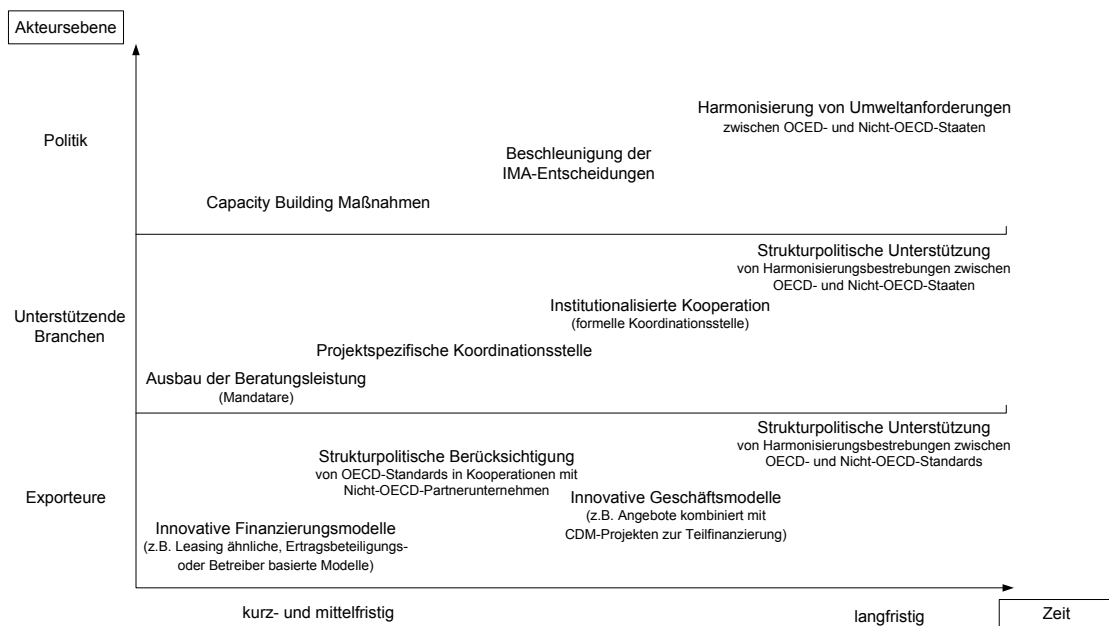 Akteursebene
Politik
Harmonisierung von Umweltanforderungen
zwischen OCED- und Nicht-OECD-Staaten
Beschleunigung der
IMA-Entscheidungen
Capacity Building Maßnahmen
Unterstützende
Branchen
Strukturpolitische Unterstützung
von Harmonisierungsbestrebungen zwischen
OECD- und Nicht-OECD-Staaten
Institutionalisierte Kooperation
(formelle Koordinationsstelle)
Projektspezifische Koordinationsstelle
Ausbau der Beratungsleistung
(Mandatare)
Exporteure
Strukturpolitische Unterstützung
von Harmonisierungsbestrebungen zwischen
OECD- und Nicht-OECD-Standards
Strukturpolitische Berücksichtigung
von OECD-Standards in Kooperationen mit
Nicht-OECD-Partnerunternehmen
Innovative Geschäftsmodelle
(z.B. Angebote kombiniert mit
CDM-Projekten zur Teilfinanzierung)
Innovative Finanzierungsmodelle
(z.B. Leasing ähnliche, Ertragsbeteiligungs-
oder Betreiber basierte Modelle)
kurz- und mittelfristig
langfristig
Zeit